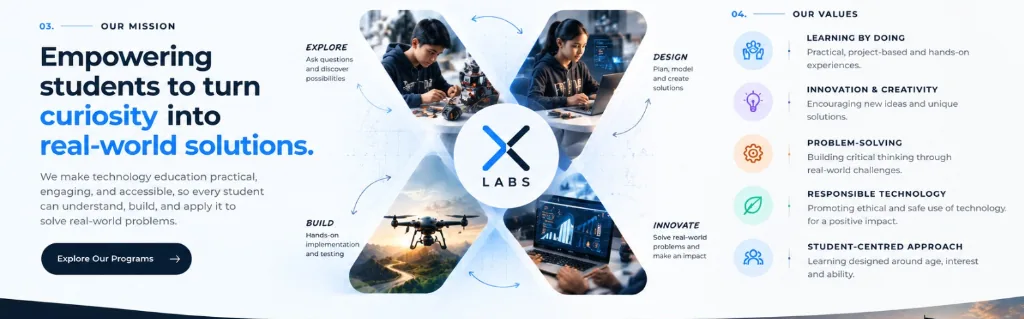 03. OUR MISSION
Empowering
students to turn
curiosity into
real-world solutions.
We make technology education practical,
engaging, and accessible, so every student
can understand, build, and apply it to
solve real-world problems.
Explore Our Programs →
EXPLORE
Ask questions
and discover
possibilities
DESIGN
Plan, model
and create
solutions
X
LABS
BUILD
Hands-on
implementation
and testing
INNOVATE
Solve real-world
problems and
make an impact
04. OUR VALUES
LEARNING BY DOING
Practical, project-based and hands-on
experiences.
INNOVATION & CREATIVITY
Encouraging new ideas and unique
solutions.
PROBLEM-SOLVING
Building critical thinking through
real-world challenges.
RESPONSIBLE TECHNOLOGY
Promoting ethical and safe use of technology.
for a positive impact.
STUDENT-CENTRED APPROACH
Learning designed around age, interest
and ability.